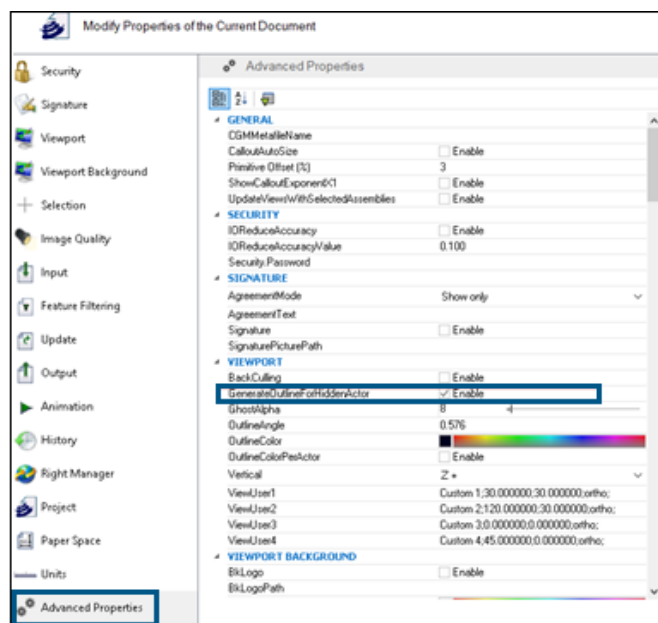 Modify Properties of the Current Document
Security
Signature
Viewport
Viewport Background
Selection
Image Quality
Input
Feature Filtering
Update
Output
Animation
History
Right Manager
Project
Paper Space
Units
Advanced Properties
Advanced Properties
GENERAL
CGMMetafileName
CalloutAutoSize Enable
Primitive Offset (%) 3
ShowCalloutExponentX1 Enable
UpdateViewsWithSelectedAssemblies Enable
SECURITY
IOReduceAccuracy Enable
IOReduceAccuracyValue 0.100
Security.Password
SIGNATURE
AgreementMode Show only
AgreementText
Signature Enable
SignaturePicturePath
VIEWPORT
BackCulling Enable
GenerateOutlineForHiddenActor Enable
GhostAlpha 8
OutlineAngle 0.576
OutlineColor
OutlineColorPerActor Enable
Vertical Z +
ViewUser1 Custom 1;30.000000;30.000000;ortho;
ViewUser2 Custom 2;120.000000;30.000000;ortho;
ViewUser3 Custom 3;0.000000;0.000000;ortho;
ViewUser4 Custom 4;45.000000;0.000000;ortho;
VIEWPORT BACKGROUND
BlkLogo Enable
BlkLogoPath